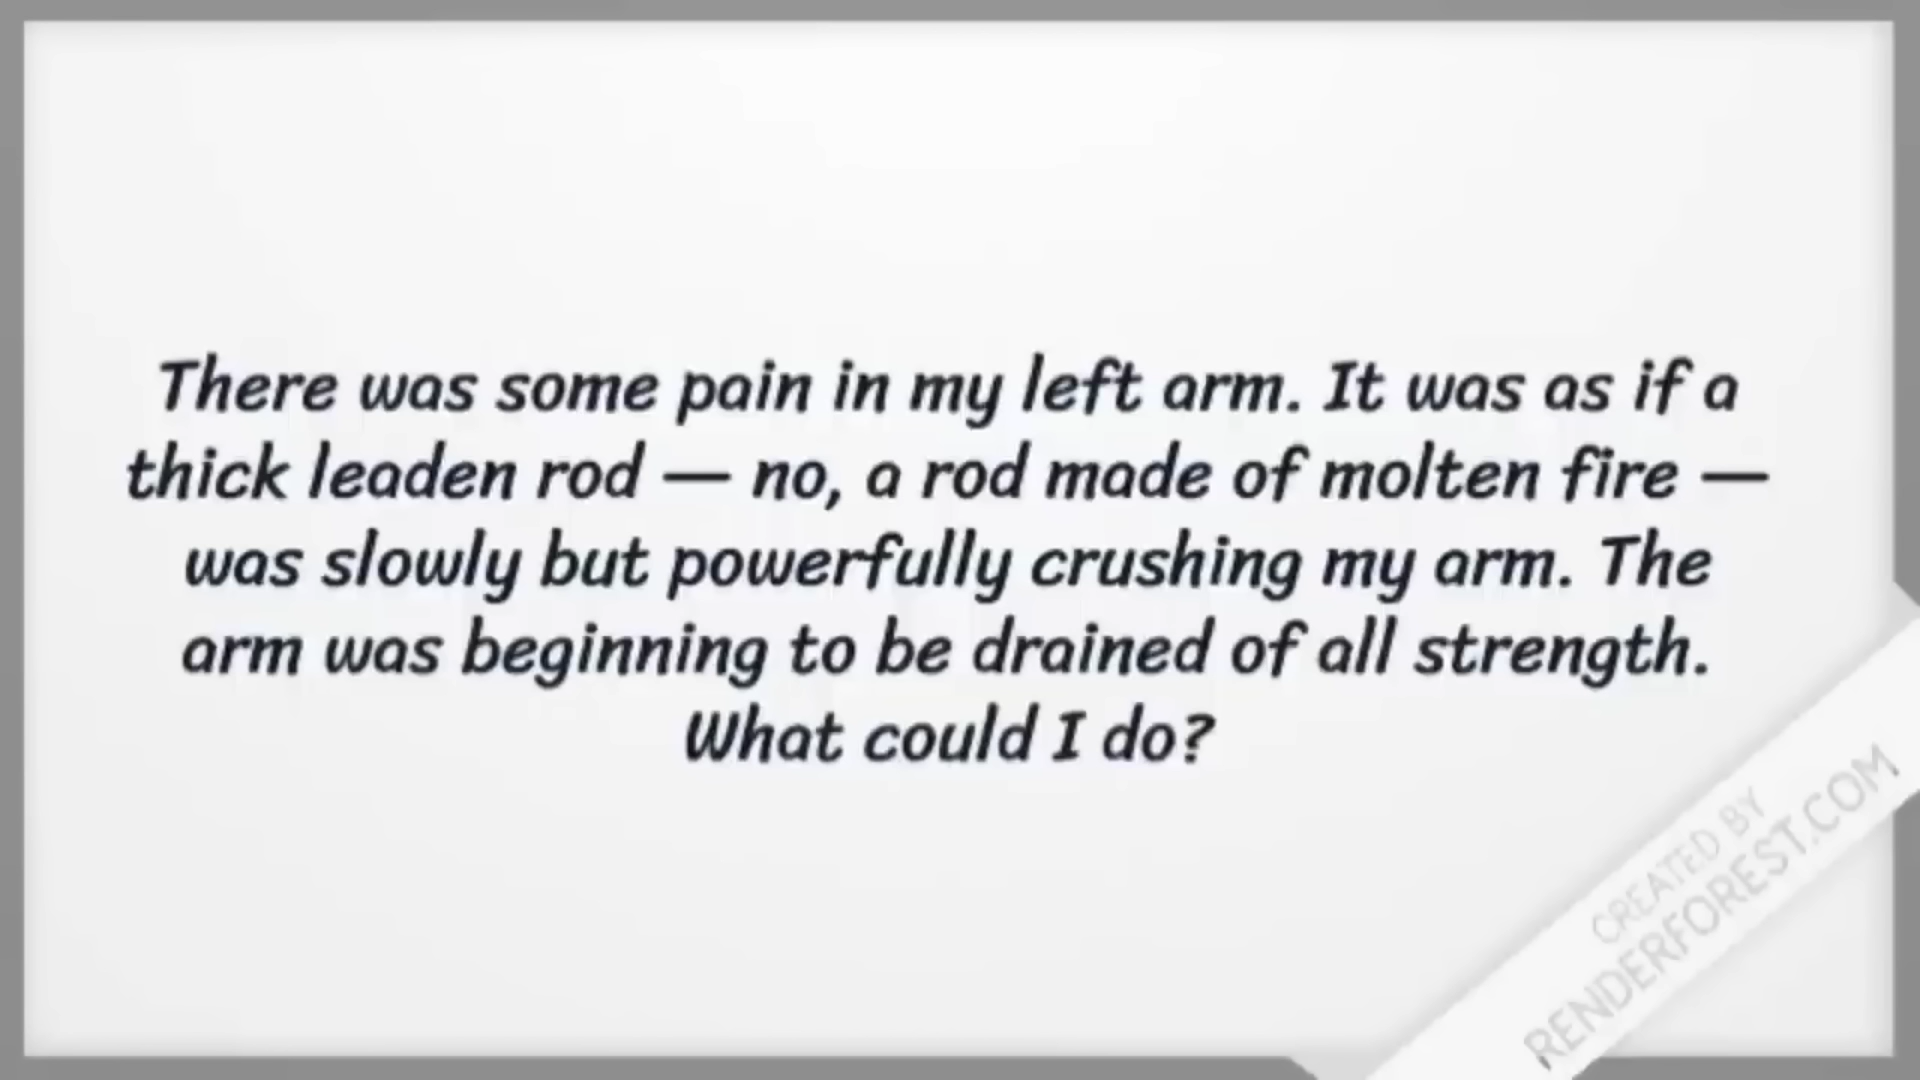 There was some pain in my left arm. It was as if a
thick leaden rod — no, a rod made of molten fire —
was slowly but powerfully crushing my arm. The
arm was beginning to be drained of all strength.
What could I do?
CREATED BY
RENDERFOREST.COM